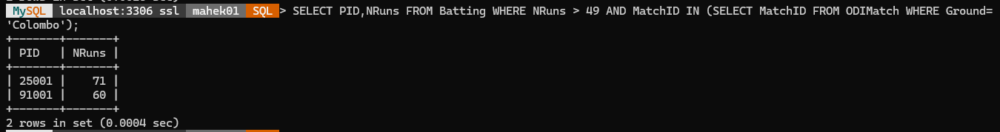 MySQL localhost:3306 ssl mahek01 SQL > SELECT PID,NRuns FROM Batting WHERE NRuns > 49 AND MatchID IN (SELECT MatchID FROM ODIMatch WHERE Ground=
'Colombo');
+-------+-------+
| PID   | NRuns |
+-------+-------+
| 25001 |    71 |
| 91001 |    60 |
+-------+-------+
2 rows in set (0.0004 sec)